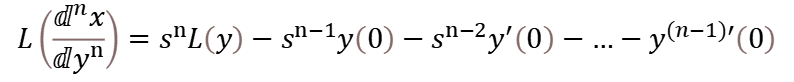 L(ⅆⁿx/ⅆyⁿ) = sⁿL(y) − sⁿ⁻¹y(0) − sⁿ⁻²y′(0) − … − y⁽ⁿ⁻¹⁾′(0)